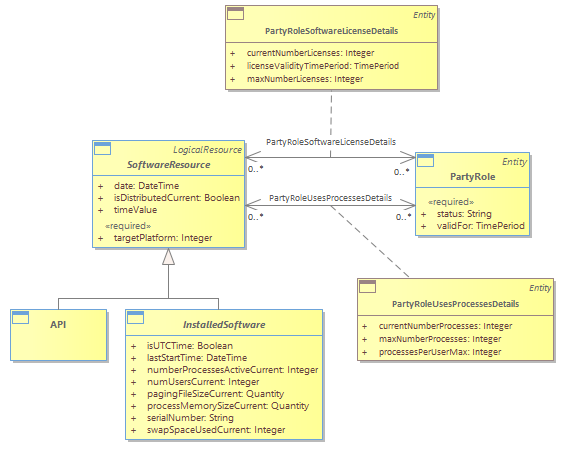 Entity
PartyRoleSoftwareLicenseDetails
+ currentNumberLicenses: Integer
+ licenseValidityTimePeriod: TimePeriod
+ maxNumberLicenses: Integer
LogicalResource
SoftwareResource
+ date: DateTime
+ isDistributedCurrent: Boolean
+ timeValue
«required»
+ targetPlatform: Integer
PartyRoleSoftwareLicenseDetails
0..*
0..*
PartyRoleUsesProcessesDetails
0..*
0..*
Entity
PartyRole
«required»
+ status: String
+ validFor: TimePeriod
Entity
PartyRoleUsesProcessesDetails
+ currentNumberProcesses: Integer
+ maxNumberProcesses: Integer
+ processesPerUserMax: Integer
API
InstalledSoftware
+ isUTCTime: Boolean
+ lastStartTime: DateTime
+ numberProcessesActiveCurrent: Integer
+ numUsersCurrent: Integer
+ pagingFileSizeCurrent: Quantity
+ processMemorySizeCurrent: Quantity
+ serialNumber: String
+ swapSpaceUsedCurrent: Integer